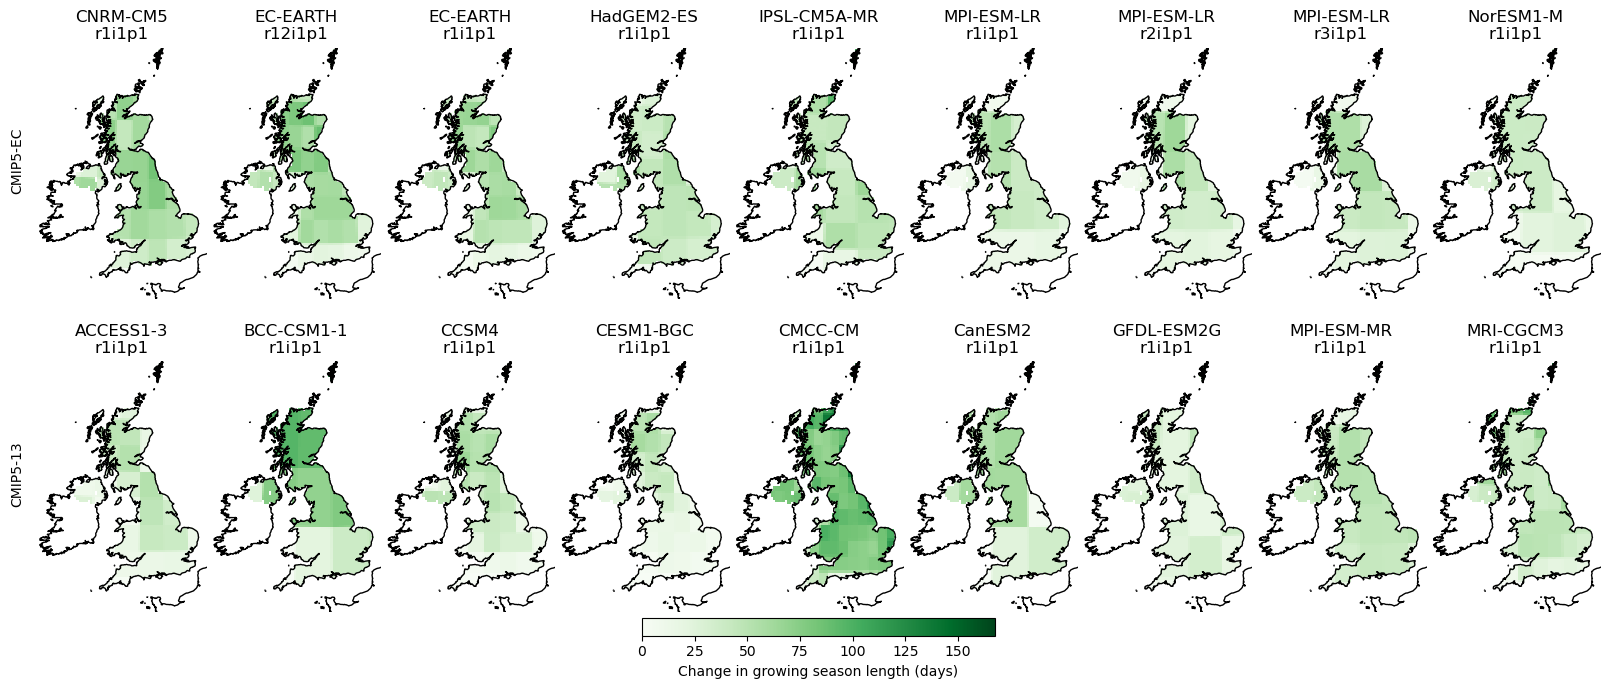 CNRM-CM5
r1i1p1
EC-EARTH
r12i1p1
EC-EARTH
r1i1p1
HadGEM2-ES
r1i1p1
IPSL-CM5A-MR
r1i1p1
MPI-ESM-LR
r1i1p1
MPI-ESM-LR
r2i1p1
MPI-ESM-LR
r3i1p1
NorESM1-M
r1i1p1
CMIP5-EC
ACCESS1-3
r1i1p1
BCC-CSM1-1
r1i1p1
CCSM4
r1i1p1
CESM1-BGC
r1i1p1
CMCC-CM
r1i1p1
CanESM2
r1i1p1
GFDL-ESM2G
r1i1p1
MPI-ESM-MR
r1i1p1
MRI-CGCM3
r1i1p1
CMIP5-13
0 25 50 75 100 125 150
Change in growing season length (days)